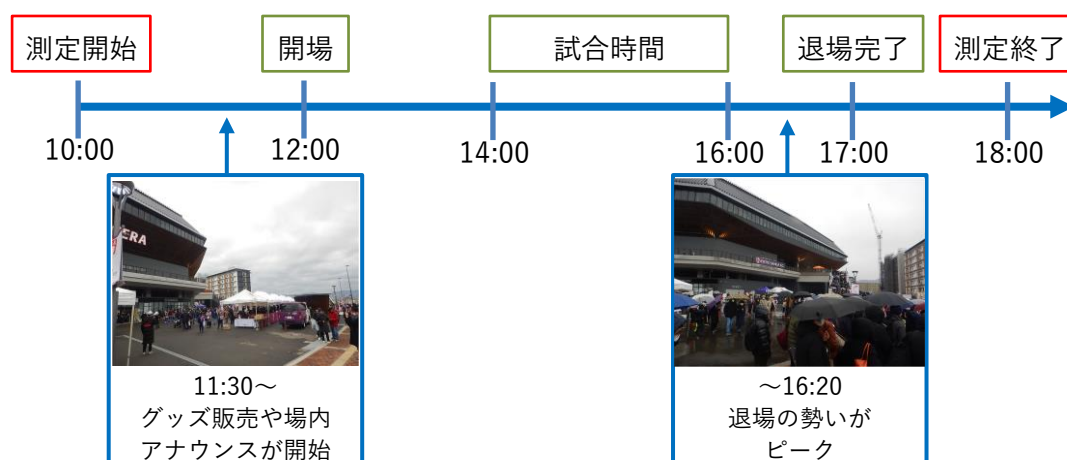 測定開始
開場
試合時間
退場完了
測定終了
10:00
12:00
14:00
16:00
17:00
18:00
ERA
11:30～
グッズ販売や場内
アナウンスが開始
～16:20
退場の勢いが
ピーク